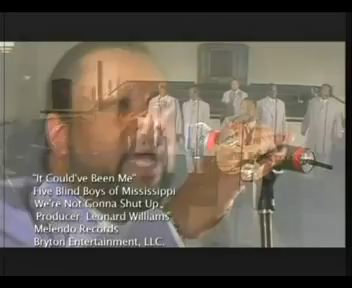 "It Could've Been Me"
Five Blind Boys of Mississippi
We're Not Gonna Shut Up
Producer Leonard Williams
Melendo Records
Bryton Entertainment, LLC.